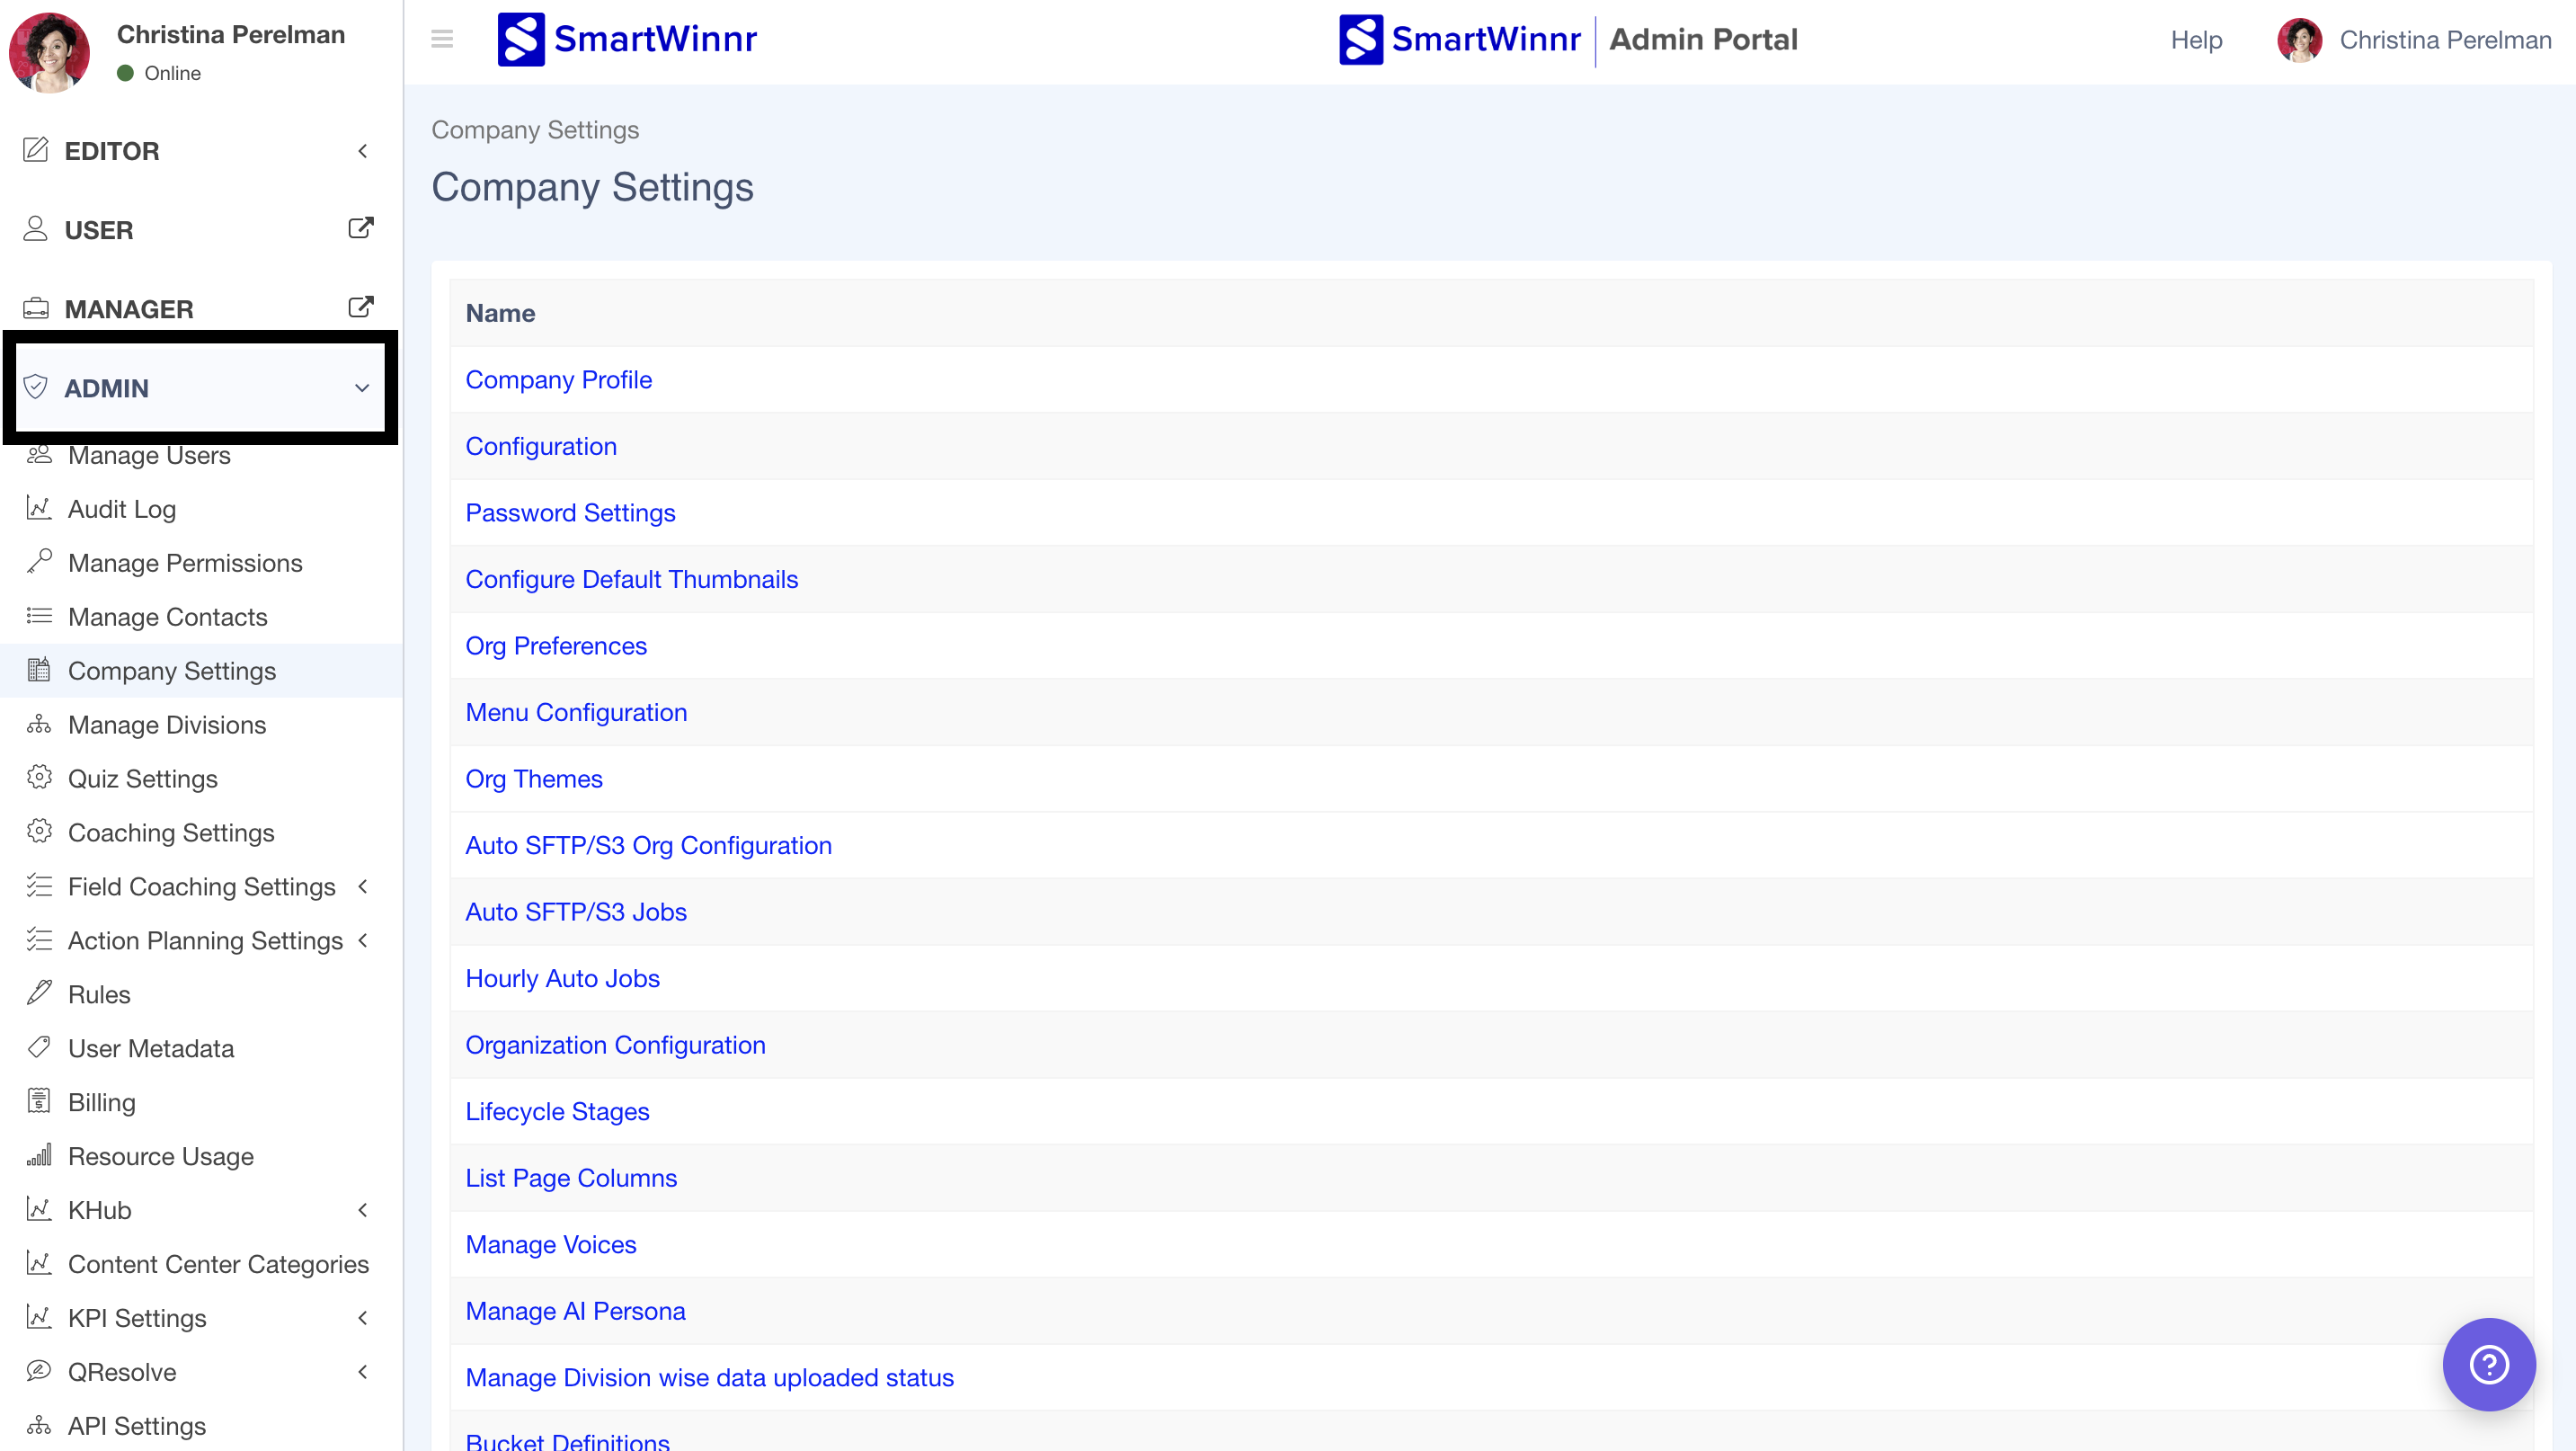 Christina Perelman
Online
EDITOR
USER
MANAGER
ADMIN
Manage Users
Audit Log
Manage Permissions
Manage Contacts
Company Settings
Manage Divisions
Quiz Settings
Coaching Settings
Field Coaching Settings
Action Planning Settings
Rules
User Metadata
Billing
Resource Usage
KHub
Content Center Categories
KPI Settings
QResolve
API Settings
SmartWinnr
SmartWinnr Admin Portal
Help
Christina Perelman
Company Settings
Company Settings
Name
Company Profile
Configuration
Password Settings
Configure Default Thumbnails
Org Preferences
Menu Configuration
Org Themes
Auto SFTP/S3 Org Configuration
Auto SFTP/S3 Jobs
Hourly Auto Jobs
Organization Configuration
Lifecycle Stages
List Page Columns
Manage Voices
Manage AI Persona
Manage Division wise data uploaded status
Bucket Definitions